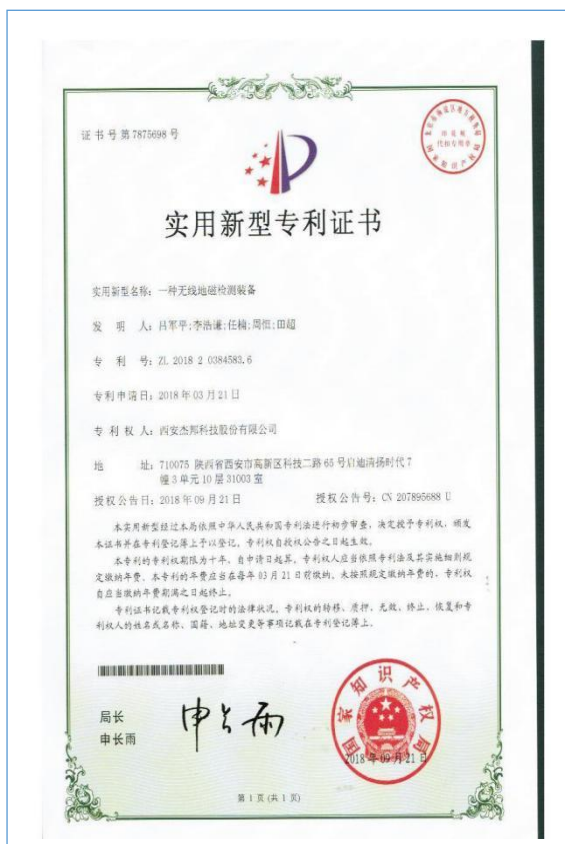 证书号第7875698号
实用新型专利证书
实用新型名称：一种无线地磁检测装备
发明人：吕军平;李浩谦;任楠;周恒;田超
专利号：ZL 2018 2 0384583.6
专利申请日：2018年03月21日
专利权人：西安杰邦科技股份有限公司
地址：710075 陕西省西安市高新区科技二路65号启迪清扬时代7
幢3单元10层31003室
授权公告日：2018年09月21日 授权公告号：CN 207895688 U
本实用新型经过本局依照中华人民共和国专利法进行初步审查，决定授予专利权，颁发
本证书并在专利登记簿上予以登记。专利权自授权公告之日起生效。
本专利的专利权期限为十年，自申请日起算。专利权人应当依照专利法及其实施细则规
定缴纳年费。本专利的年费应当在每年03月21日前缴纳。未按照规定缴纳年费的，专利权
自应当缴纳年费期满之日起终止。
专利证书记载专利权登记时的法律状况。专利权的转移、质押、无效、终止、恢复和专
利权人的姓名或名称、国籍、地址变更等事项记载在专利登记簿上。
局长
申长雨
申长雨
国家知识产权局
2018年09月21日
第1页(共1页)